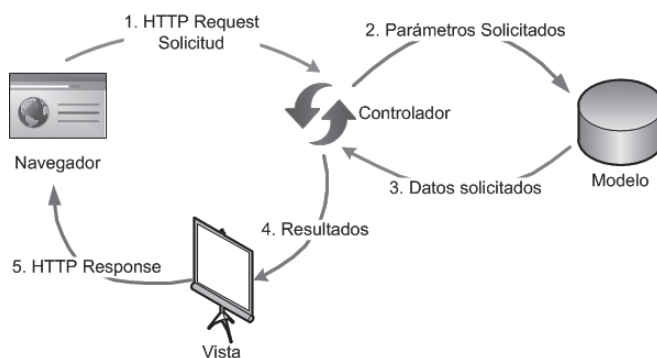 1. HTTP Request
Solicitud
2. Parámetros Solicitados
Controlador
Navegador
Modelo
3. Datos solicitados
4. Resultados
5. HTTP Response
Vista